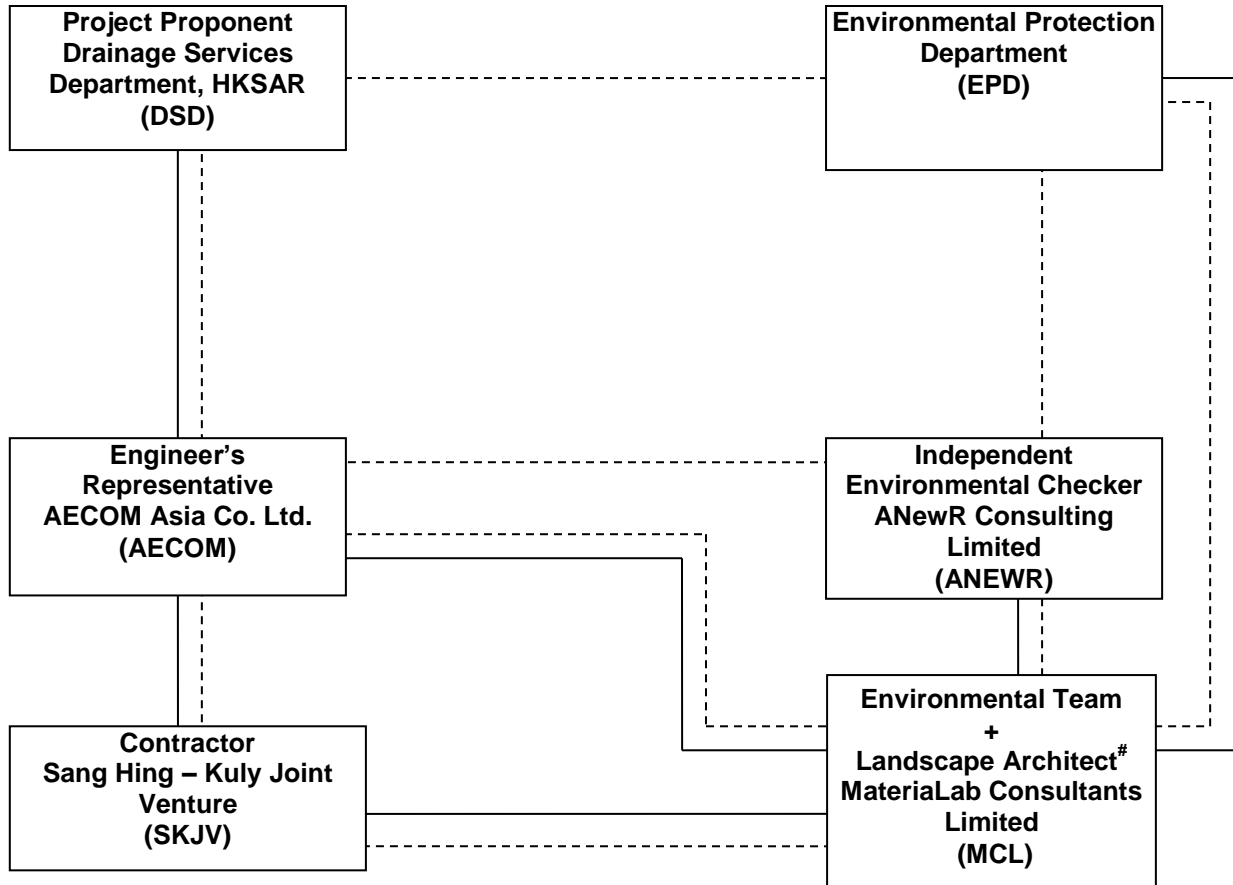 Project Proponent
Drainage Services
Department, HKSAR
(DSD)
Environmental Protection
Department
(EPD)
Engineer's
Representative
AECOM Asia Co. Ltd.
(AECOM)
Independent
Environmental Checker
ANewR Consulting
Limited
(ANEWR)
Contractor
Sang Hing – Kuly Joint
Venture
(SKJV)
Environmental Team
+
Landscape Architect#
MateriaLab Consultants
Limited
(MCL)